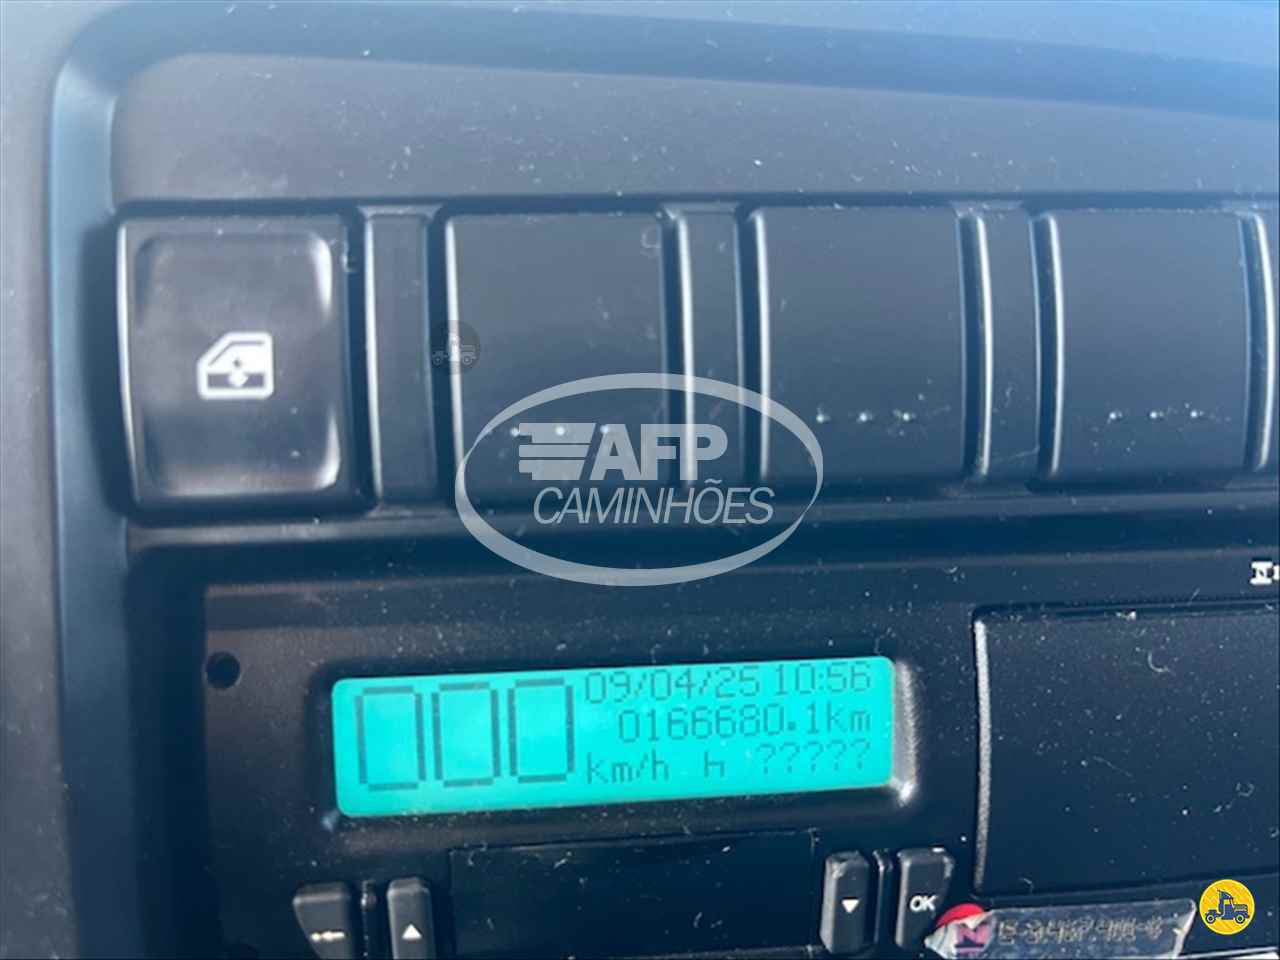 AFP
CAMINHÕES
000
09/04/25 10:56
0166680.1km
km/h h ?????
OK